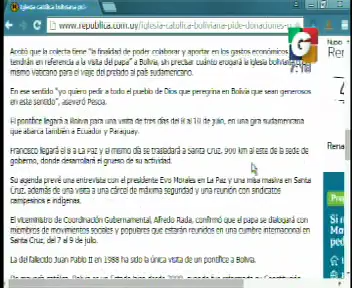 Iglesia católica boliviana pid
www.republica.com.uy/iglesia-catolica-boliviana-pide-donaciones-
Acotó que la colecta tiene "la finalidad de poder colaborar y aportar en los gastos económicos
tendrán en referencia a la visita del papa" a Bolivia, sin precisar cuánto erogará la iglesia boliviana
mismo Vaticano para el viaje del prelado al país sudamericano.
En ese sentido "yo quiero pedir a todo el pueblo de Dios que peregrina en Bolivia que sean generosos
en este sentido", aseveró Pesoa.
El pontífice llegará a Bolivia para una visita de tres días del 8 al 10 de julio, en una gira sudamericana
que abarca también a Ecuador y Paraguay.
Francisco llegará el 8 a La Paz y el mismo día se trasladará a Santa Cruz, 900 km al este de la sede de
gobierno, donde desarrollará el grueso de su actividad.
Su agenda prevé una entrevista con el presidente Evo Morales en La Paz y una misa masiva en Santa
Cruz, además de una visita a una cárcel de máxima seguridad y una reunión con sindicatos
campesinos e indígenas.
El viceministro de Coordinación Gubernamental, Alfredo Rada, confirmó que el papa se dialogará con
miembros de movimientos sociales y populares que estarán reunidos en una cumbre internacional en
Santa Cruz, del 7 al 9 de julio.
La del fallecido Juan Pablo II en 1988 ha sido la única visita de un pontífice a Bolivia.
G
7:18
Rena
Si
me
pod